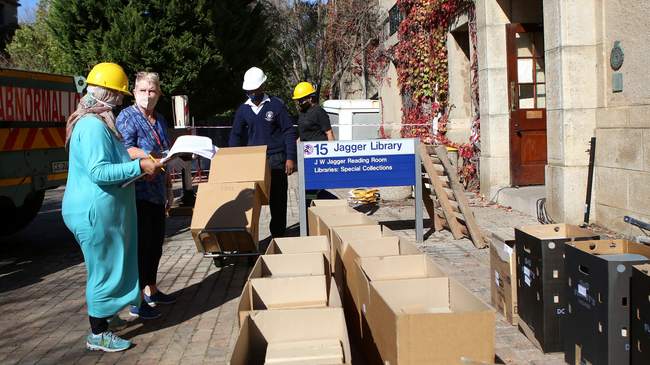 ABNORMAL
15 Jagger Library
J W Jagger Reading Room
Libraries: Special Collections